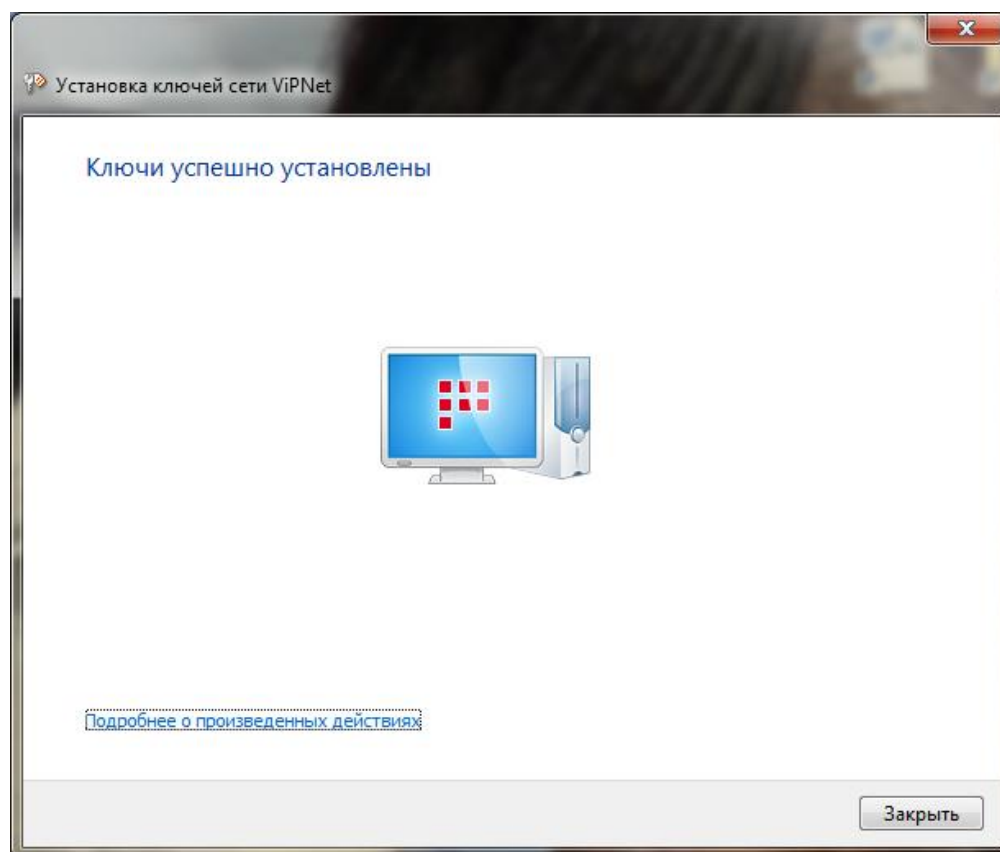 Установка ключей сети ViPNet
Ключи успешно установлены
Подробнее о произведенных действиях
Закрыть